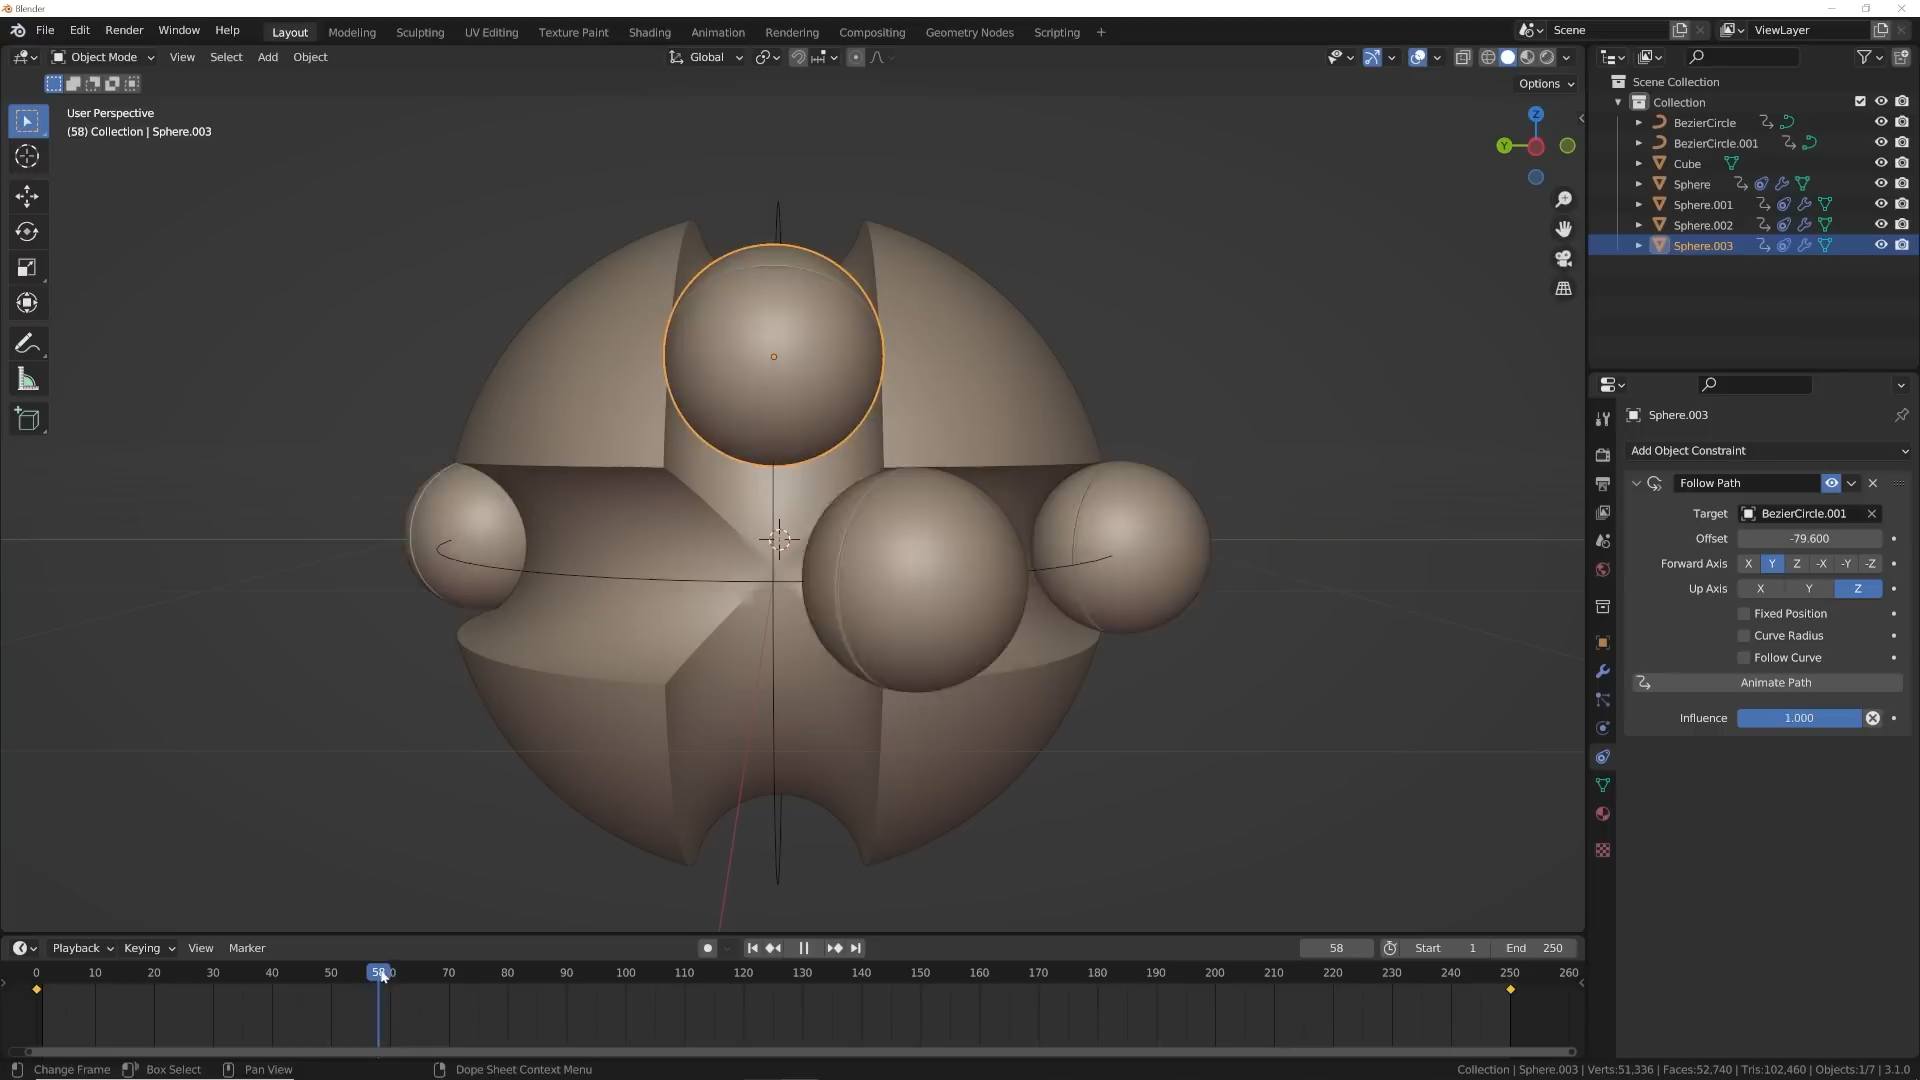 Blender
File Edit Render Window Help
Layout Modeling Sculpting UV Editing Texture Paint Shading Animation Rendering Compositing Geometry Nodes Scripting +
Scene
ViewLayer
Object Mode View Select Add Object
Global
Options
User Perspective
(58) Collection | Sphere.003
Z
Y
Scene Collection
Collection
BezierCircle
BezierCircle.001
Cube
Sphere
Sphere.001
Sphere.002
Sphere.003
Sphere.003
Add Object Constraint
Follow Path
Target BezierCircle.001
Offset -79.600
Forward Axis X Y Z -X -Y -Z
Up Axis X Y Z
Fixed Position
Curve Radius
Follow Curve
Animate Path
Influence 1.000
Playback Keying View Marker
58 Start 1 End 250
0 10 20 30 40 50 58 70 80 90 100 110 120 130 140 150 160 170 180 190 200 210 220 230 240 250 260
Change Frame Box Select Pan View Dope Sheet Context Menu
Collection | Sphere.003 | Verts:51,336 | Faces:52,740 | Tris:102,460 | Objects:1/7 | 3.1.0